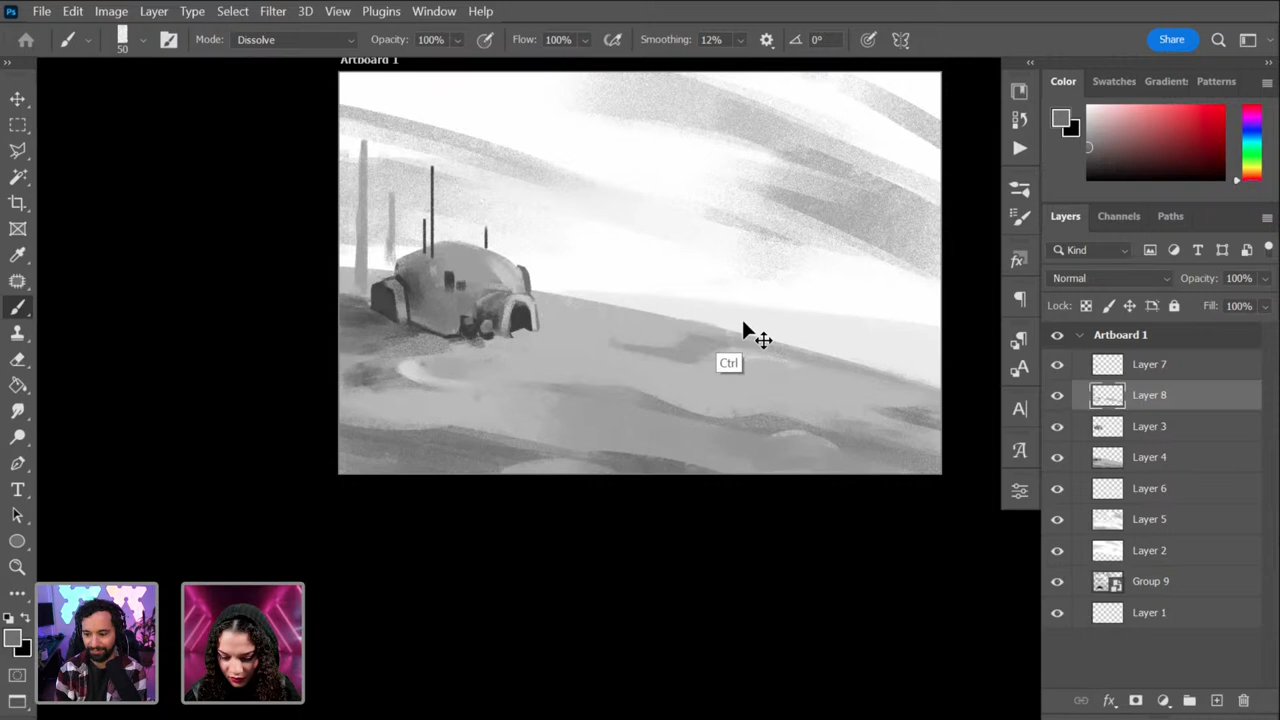 Ps File Edit Image Layer Type Select Filter 3D View Plugins Window Help
50 Mode: Dissolve Opacity: 100% Flow: 100% Smoothing: 12% 0° Share
Artboard 1
Ctrl
Color Swatches Gradient: Patterns
Layers Channels Paths
Kind
Normal Opacity: 100%
Lock: Fill: 100%
Artboard 1
Layer 7
Layer 8
Layer 3
Layer 4
Layer 6
Layer 5
Layer 2
Group 9
Layer 1